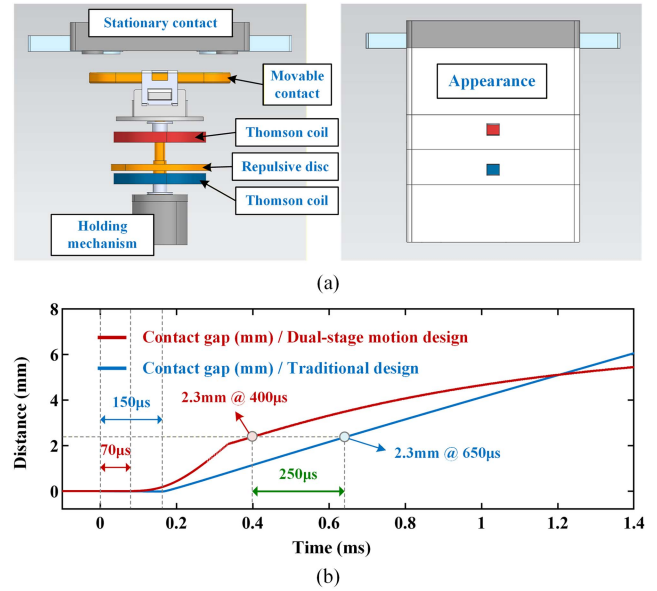 Stationary contact
Movable
contact
Thomson coil
Repulsive disc
Thomson coil
Holding
mechanism
Appearance
(a)
Distance (mm)
8
6
4
2
0
Contact gap (mm) / Dual-stage motion design
Contact gap (mm) / Traditional design
2.3mm @ 400μs
150μs
70μs
2.3mm @ 650μs
250μs
0
0.2
0.4
0.6
0.8
1
1.2
1.4
Time (ms)
(b)